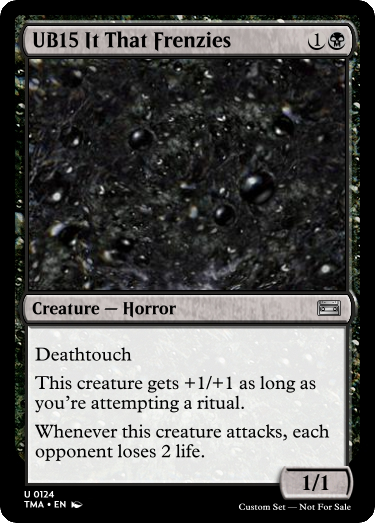 UB15 It That Frenzies 1
Creature — Horror
Deathtouch
This creature gets +1/+1 as long as
you're attempting a ritual.
Whenever this creature attacks, each
opponent loses 2 life.
1/1
U 0124
TMA • EN
Custom Set — Not For Sale